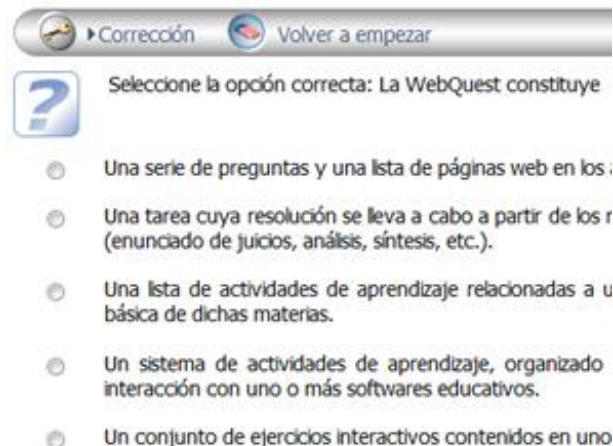 Corrección Volver a empezar
Seleccione la opción correcta: La WebQuest constituye
Una serie de preguntas y una lista de páginas web en los
Una tarea cuya resolución se lleva a cabo a partir de los
(enunciado de juicios, análisis, síntesis, etc.).
Una lista de actividades de aprendizaje relacionadas a
básica de dichas materias.
Un sistema de actividades de aprendizaje, organizado
interacción con uno o más softwares educativos.
Un conjunto de ejercicios interactivos contenidos en una